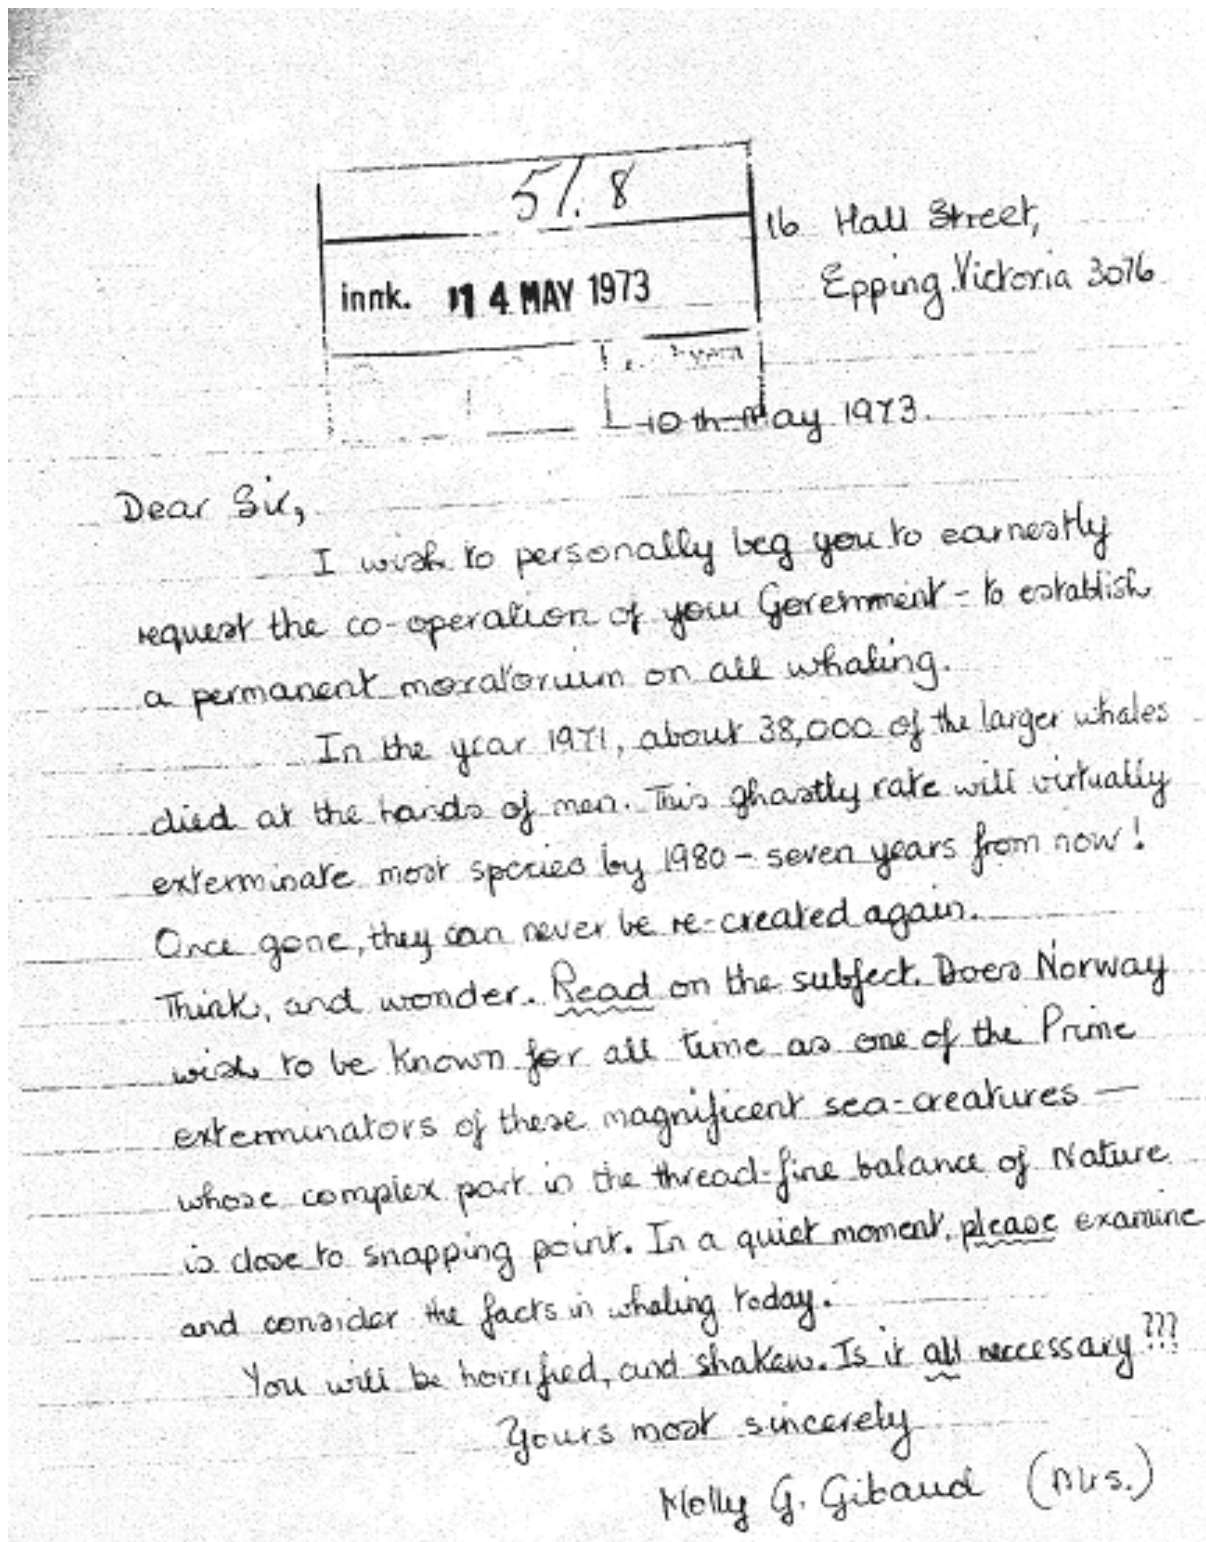 51.8
16 Hall Street,
Epping. Victoria 3076
innk. 14 MAY 1973
10th May 1973.
Dear Sir,
I wish to personally beg you to earnestly
request the co-operation of your Government - to establish
a permanent moratorium on all whaling.
In the year 1971, about 38,000 of the larger whales
died at the hands of men. This ghastly rate will virtually
exterminate most species by 1980 - seven years from now!
Once gone, they can never be re-created again.
Think, and wonder. Read on the subject. Does Norway
wish to be known for all time as one of the Prime
exterminators of these magnificent sea-creatures —
whose complex part in the thread-fine balance of Nature
is close to snapping point. In a quiet moment, please examine
and consider the facts in whaling today.
You will be horrified, and shaken. Is it all necessary???
Yours most sincerely
Molly G. Gibaud (Mrs.)